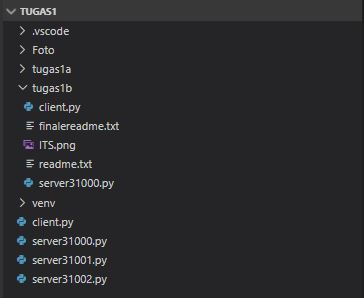 TUGAS1
.vscode
Foto
tugas1a
tugas1b
client.py
finalereadme.txt
ITS.png
readme.txt
server31000.py
venv
client.py
server31000.py
server31001.py
server31002.py